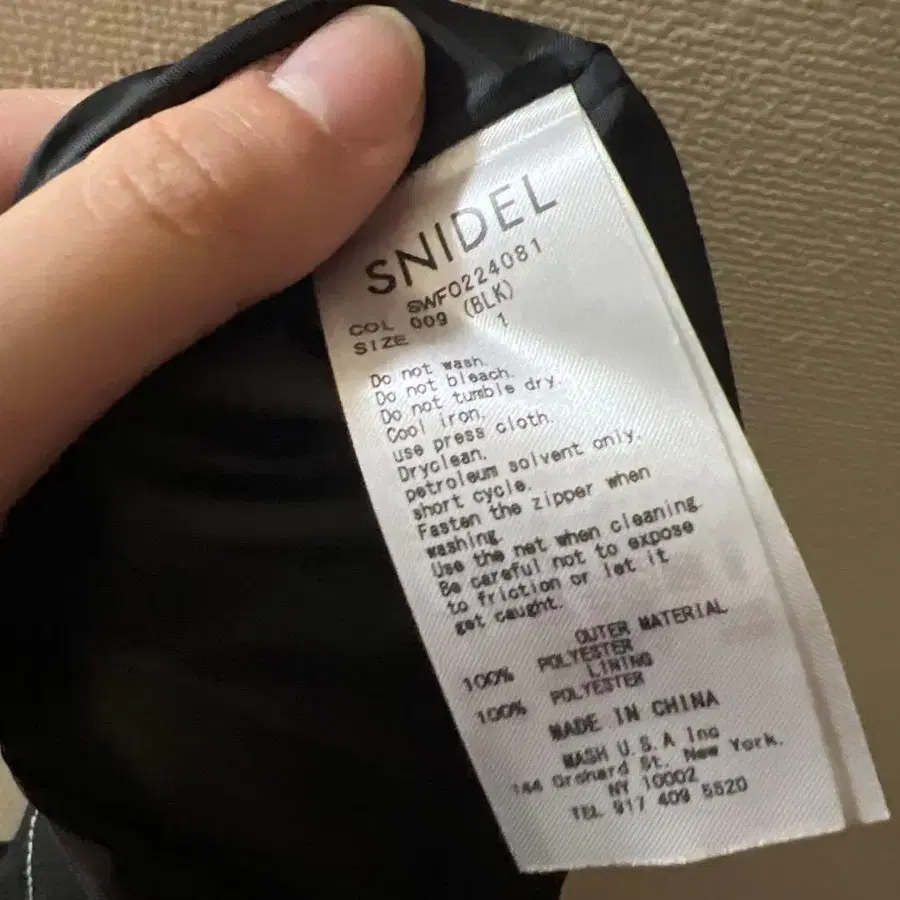 SNIDEL
SWFO224081
COL 009 (BLK)
SIZE 1
Do not wash.
Do not bleach.
Do not tumble dry.
Cool iron.
use press cloth.
Dryclean.
petroleum solvent only.
short cycle.
Fasten the zipper when
washing.
Use the net when cleaning.
Be careful not to expose
to friction or let it
get caught.
OUTER MATERIAL
100% POLYESTER
LINING
100% POLYESTER
MADE IN CHINA
MASH U.S.A Inc
144 Orchard St. New York.
NY 10002
TEL 917 409 5520